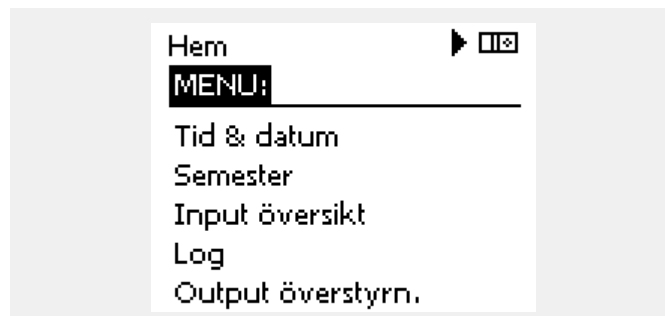 Hem
MENU:
Tid & datum
Semester
Input översikt
Log
Output överstyrn.